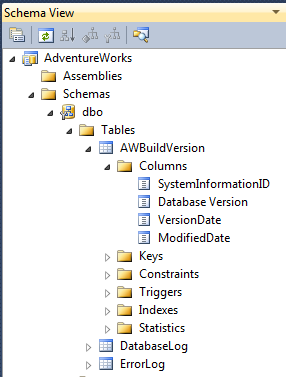 Schema View
AdventureWorks
Assemblies
Schemas
dbo
Tables
AWBuildVersion
Columns
SystemInformationID
Database Version
VersionDate
ModifiedDate
Keys
Constraints
Triggers
Indexes
Statistics
DatabaseLog
ErrorLog